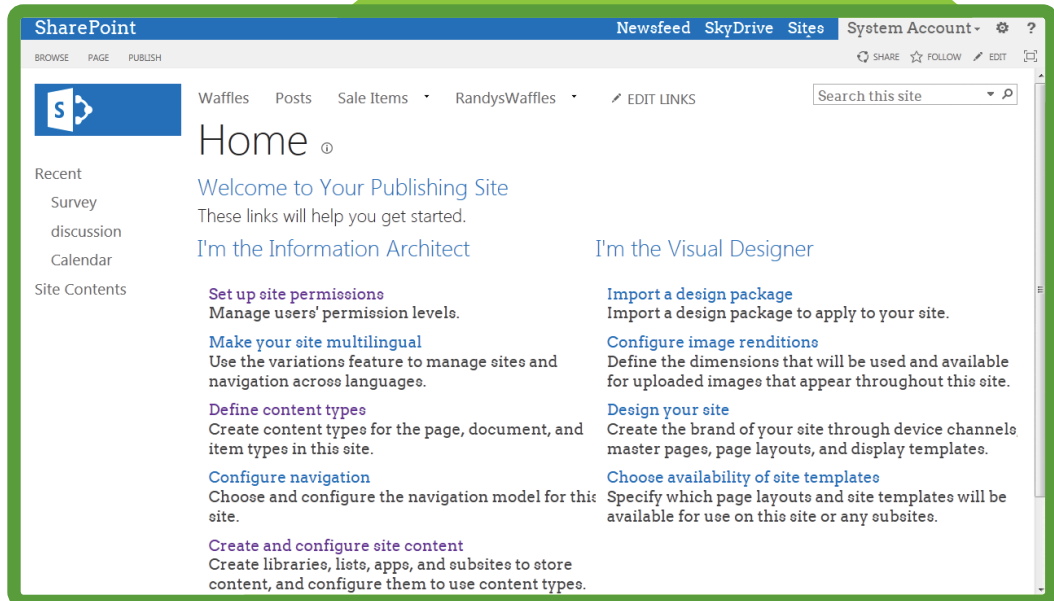 SharePoint Newsfeed SkyDrive Sites System Account ?
BROWSE PAGE PUBLISH SHARE FOLLOW EDIT
S
Waffles Posts Sale Items RandysWaffles EDIT LINKS Search this site
Home
Recent
Survey
discussion
Calendar
Site Contents
Welcome to Your Publishing Site
These links will help you get started.
I'm the Information Architect
Set up site permissions
Manage users' permission levels.
Make your site multilingual
Use the variations feature to manage sites and
navigation across languages.
Define content types
Create content types for the page, document, and
item types in this site.
Configure navigation
Choose and configure the navigation model for this
site.
Create and configure site content
Create libraries, lists, apps, and subsites to store
content, and configure them to use content types.
I'm the Visual Designer
Import a design package
Import a design package to apply to your site.
Configure image renditions
Define the dimensions that will be used and available
for uploaded images that appear throughout this site.
Design your site
Create the brand of your site through device channels,
master pages, page layouts, and display templates.
Choose availability of site templates
Specify which page layouts and site templates will be
available for use on this site or any subsites.